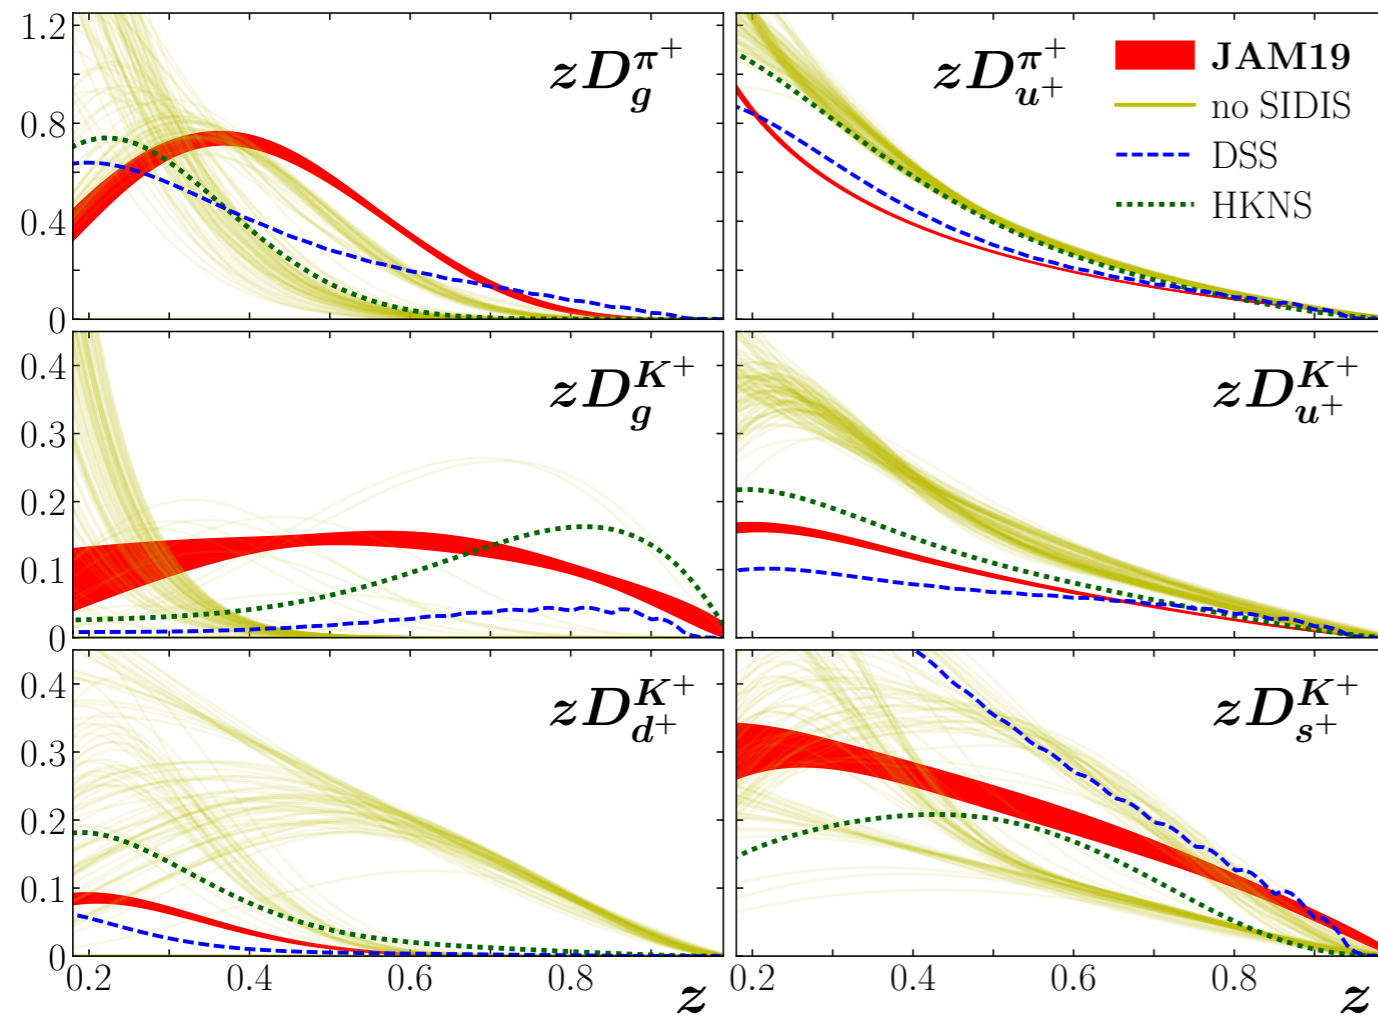 1.2
0.8
0.4
0
zD_g^{π^+}
zD_{u^+}^{π^+}
JAM19
no SIDIS
DSS
HKNS
0.4
0.3
0.2
0.1
0
zD_g^{K^+}
zD_{u^+}^{K^+}
0.4
0.3
0.2
0.1
0
zD_{d^+}^{K^+}
zD_{s^+}^{K^+}
0.2 0.4 0.6 0.8 z
0.2 0.4 0.6 0.8 z